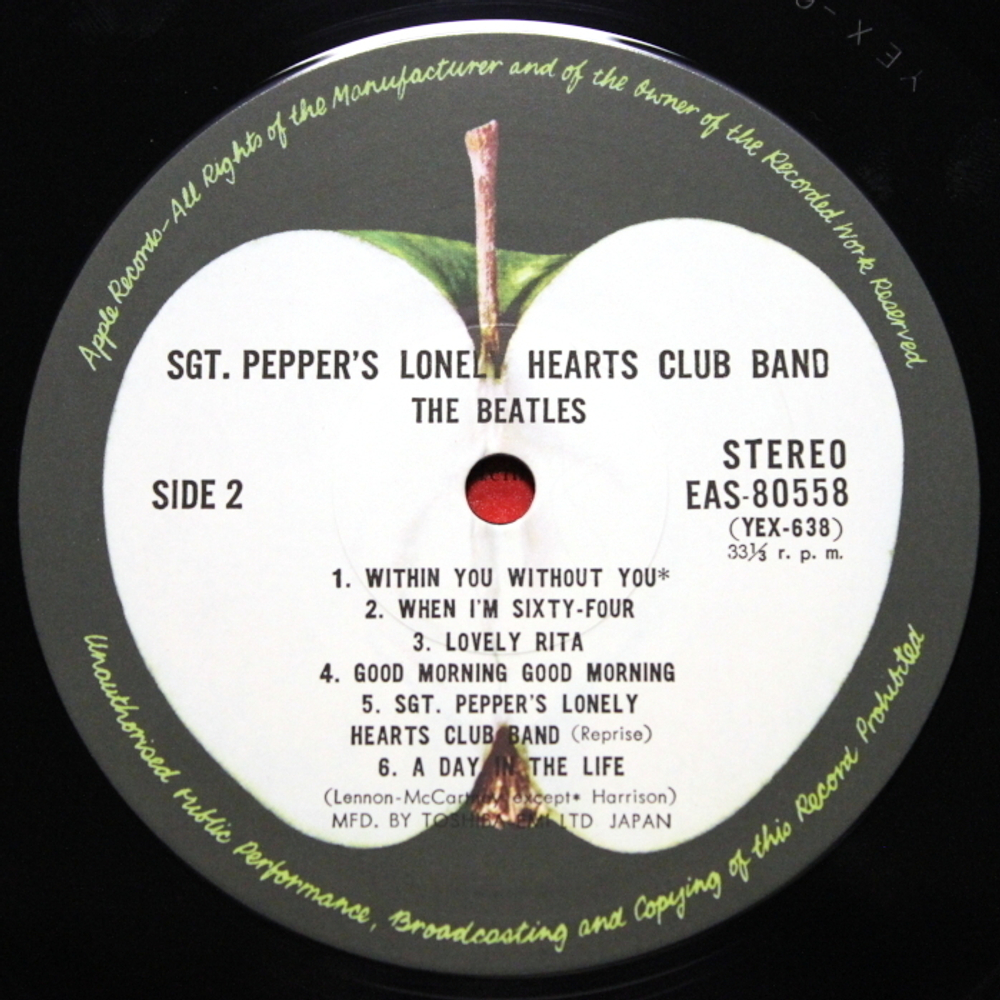 Apple Records—All Rights of the Manufacturer and of the Owner of the Recorded Work Reserved
SGT. PEPPER'S LONELY HEARTS CLUB BAND
THE BEATLES
STEREO
SIDE 2
EAS-80558
(YEX-638)
33⅓ r. p. m.
1. WITHIN YOU WITHOUT YOU*
2. WHEN I'M SIXTY-FOUR
3. LOVELY RITA
4. GOOD MORNING GOOD MORNING
5. SGT. PEPPER'S LONELY
HEARTS CLUB BAND (Reprise)
6. A DAY IN THE LIFE
(Lennon-McCartney except* Harrison)
MFD. BY TOSHIBA EMI LTD JAPAN
Unauthorised Public Performance, Broadcasting and Copying of this Record Prohibited
YEX-6